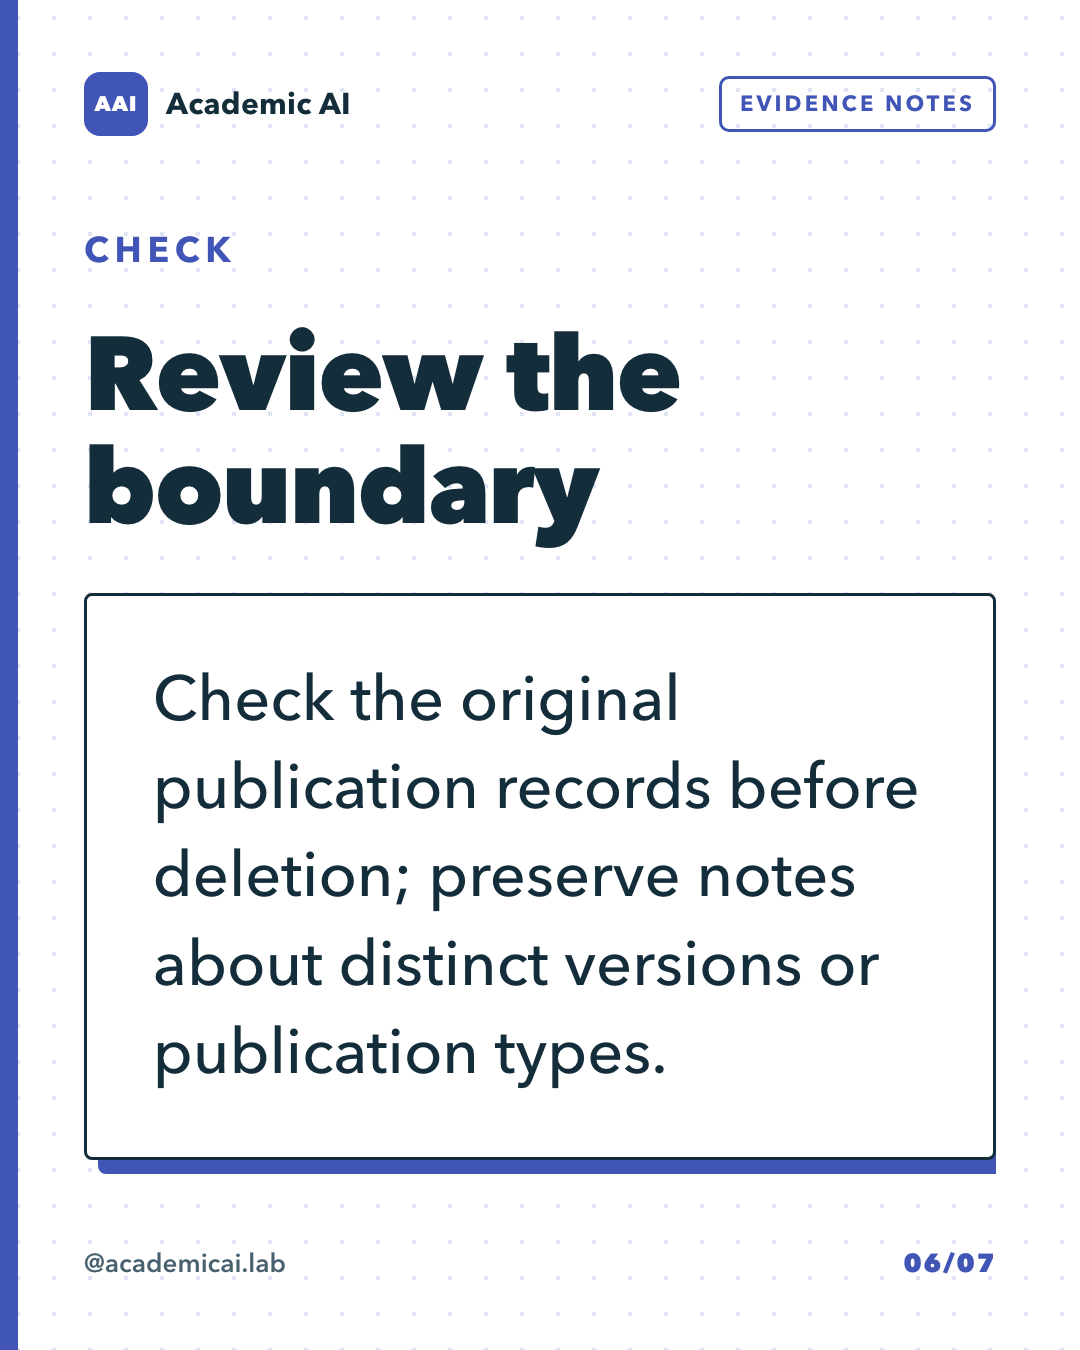 AAI Academic AI
EVIDENCE NOTES
CHECK
Review the
boundary
Check the original
publication records before
deletion; preserve notes
about distinct versions or
publication types.
@academicai.lab
06/07